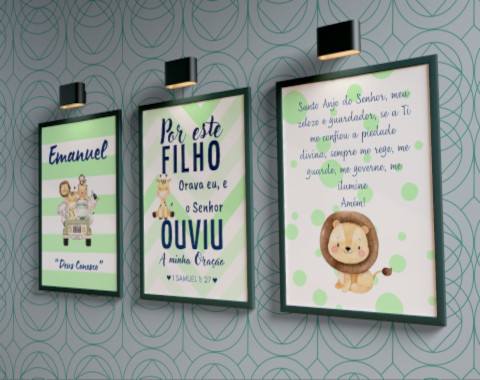 Emanuel
"Deus Conosco"
Por este
FILHO
Orava eu, e
o Senhor
OUVIU
A minha Oração
1 SAMUEL 1: 27
Santo Anjo do Senhor, meu
zeloso e guardador, se a Ti
me confiou a piedade
divina, sempre me rege, me
guarde, me governe, me
ilumine.
Amém!